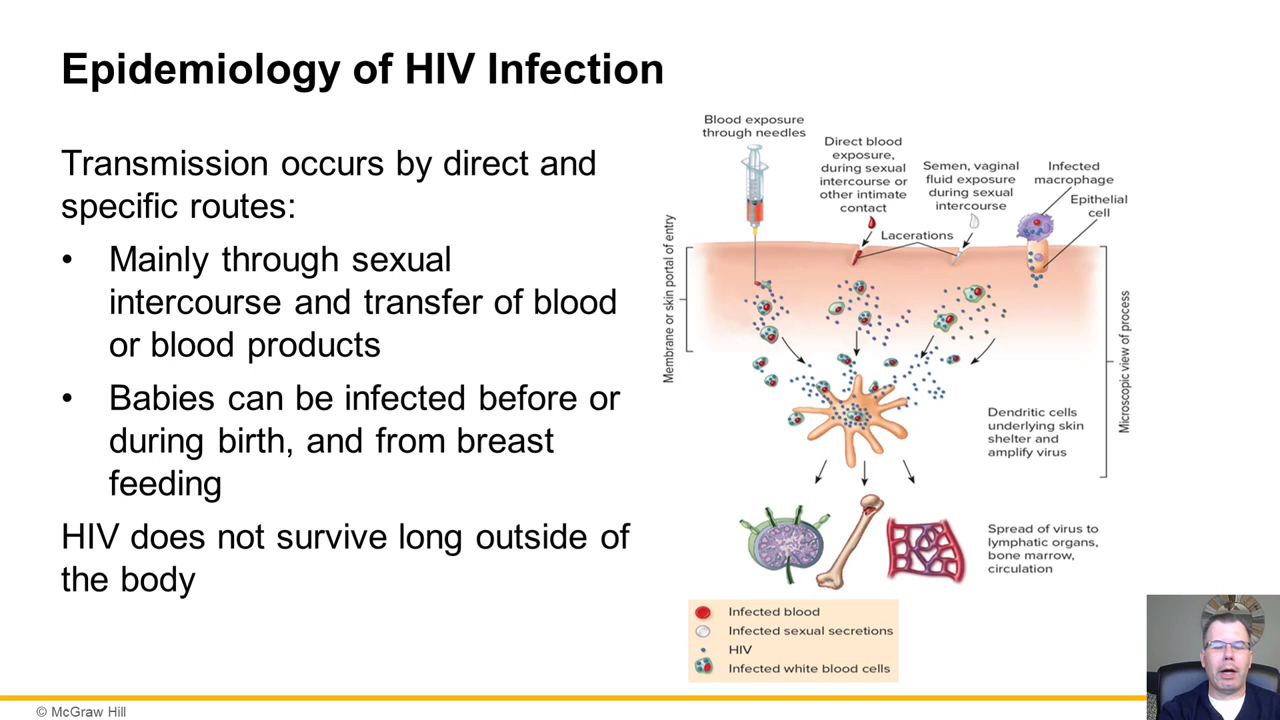 Epidemiology of HIV Infection
Transmission occurs by direct and
specific routes:
• Mainly through sexual
intercourse and transfer of blood
or blood products
• Babies can be infected before or
during birth, and from breast
feeding
HIV does not survive long outside of
the body
Blood exposure
through needles
Direct blood
exposure,
during sexual
intercourse or
other intimate
contact
Semen, vaginal
fluid exposure
during sexual
intercourse
Infected
macrophage
Epithelial
cell
Lacerations
Membrane or skin portal of entry
Microscopic view of process
Dendritic cells
underlying skin
shelter and
amplify virus
Spread of virus to
lymphatic organs,
bone marrow,
circulation
Infected blood
Infected sexual secretions
HIV
Infected white blood cells
© McGraw Hill